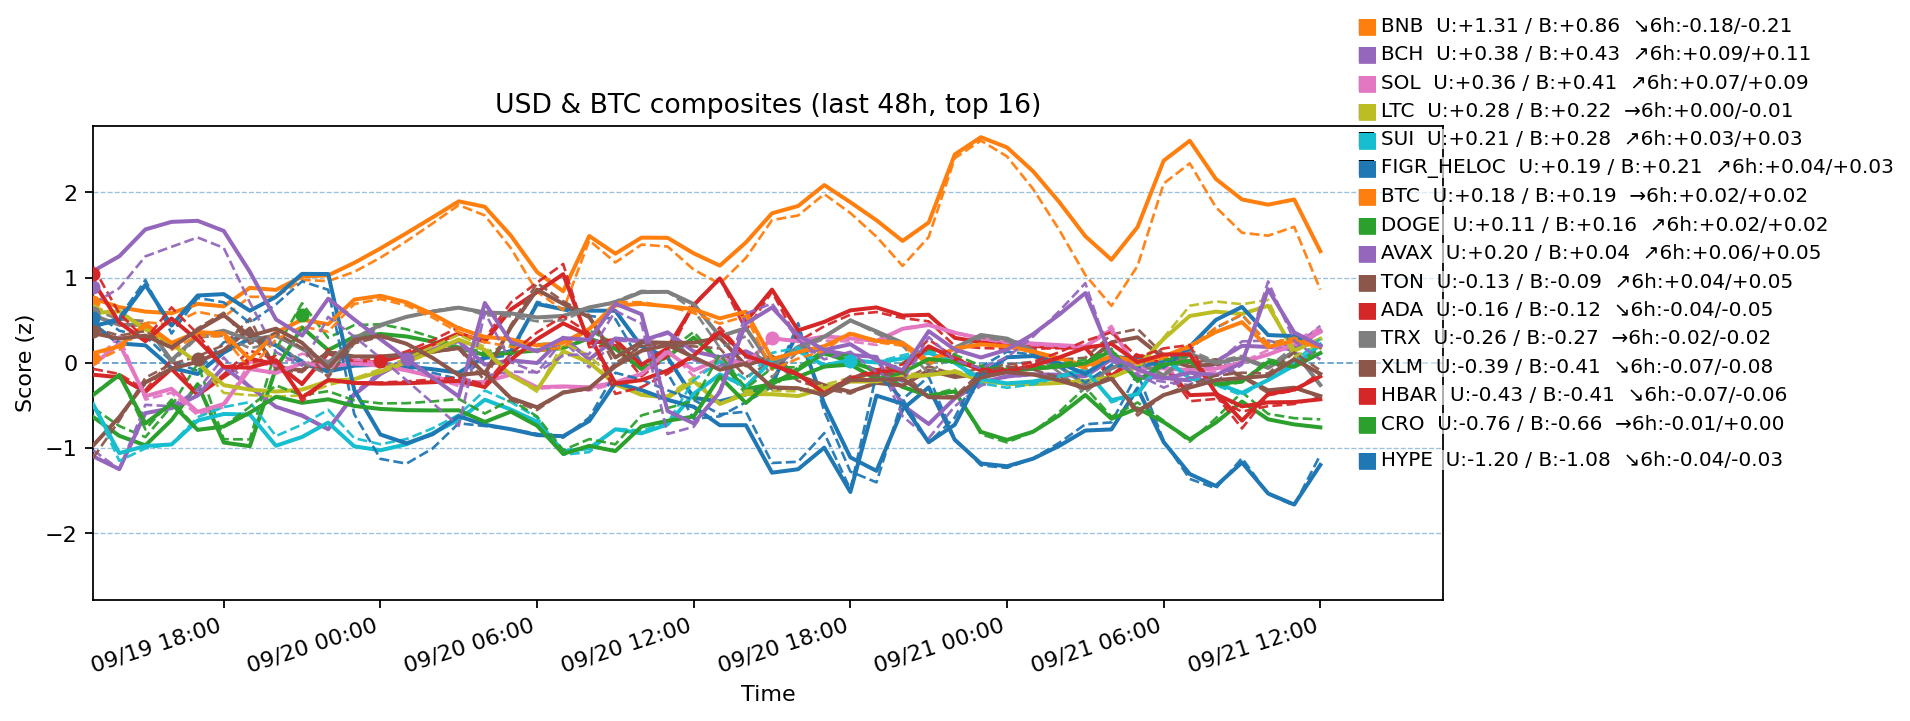 BNB U:+1.31 / B:+0.86 ↘6h:-0.18/-0.21
BCH U:+0.38 / B:+0.43 ↗6h:+0.09/+0.11
SOL U:+0.36 / B:+0.41 ↗6h:+0.07/+0.09
LTC U:+0.28 / B:+0.22 →6h:+0.00/-0.01
SUI U:+0.21 / B:+0.28 ↗6h:+0.03/+0.03
FIGR_HELOC U:+0.19 / B:+0.21 ↗6h:+0.04/+0.03
BTC U:+0.18 / B:+0.19 →6h:+0.02/+0.02
DOGE U:+0.11 / B:+0.16 ↗6h:+0.02/+0.02
AVAX U:+0.20 / B:+0.04 ↗6h:+0.06/+0.05
TON U:-0.13 / B:-0.09 ↗6h:+0.04/+0.05
ADA U:-0.16 / B:-0.12 ↘6h:-0.04/-0.05
TRX U:-0.26 / B:-0.27 →6h:-0.02/-0.02
XLM U:-0.39 / B:-0.41 ↘6h:-0.07/-0.08
HBAR U:-0.43 / B:-0.41 ↘6h:-0.07/-0.06
CRO U:-0.76 / B:-0.66 →6h:-0.01/+0.00
HYPE U:-1.20 / B:-1.08 ↘6h:-0.04/-0.03
USD & BTC composites (last 48h, top 16)
Score (z)
2
1
0
−1
−2
09/19 18:00
09/20 00:00
09/20 06:00
09/20 12:00
09/20 18:00
09/21 00:00
09/21 06:00
09/21 12:00
Time